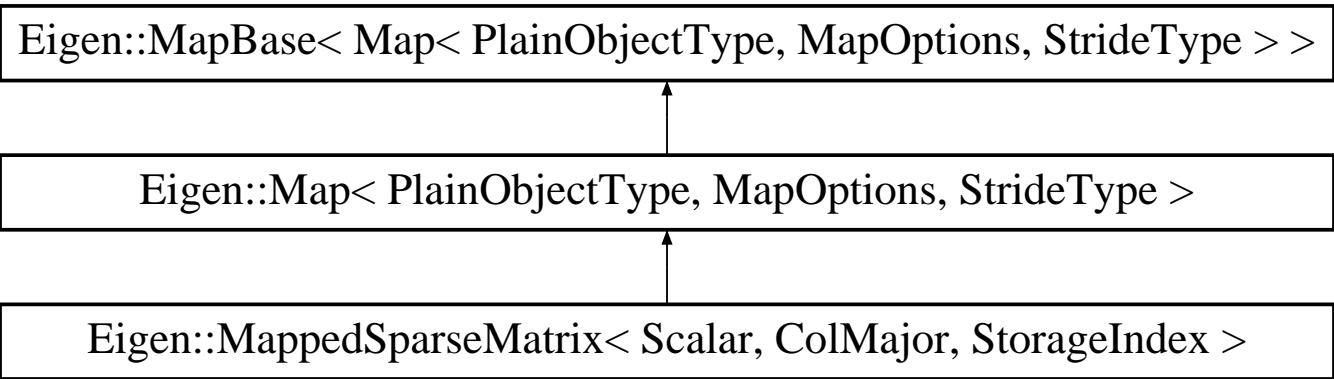 Eigen::MapBase< Map< PlainObjectType, MapOptions, StrideType > >
Eigen::Map< PlainObjectType, MapOptions, StrideType >
Eigen::MappedSparseMatrix< Scalar, ColMajor, StorageIndex >